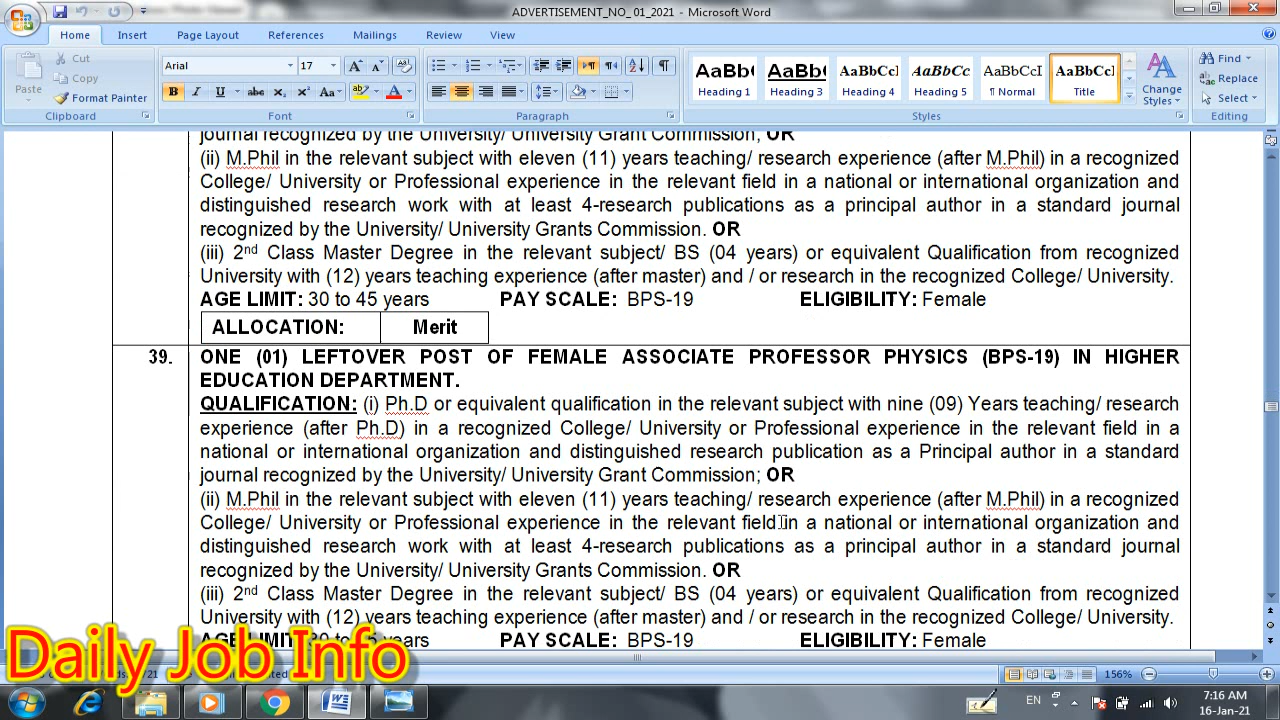 ADVERTISEMENT_NO_ 01_2021 - Microsoft Word
Home Insert Page Layout References Mailings Review View
Paste Cut Copy Format Painter Clipboard
Arial 17 Font
Paragraph
AaBb( Heading 1 AaBb( Heading 3 AaBbCcI Heading 4 AaBbCc Heading 5 AaBbCcI ¶ Normal AaBbCcI Title Change Styles Styles
Find Replace Select Editing
journal recognized by the University/ University Grant Commission; OR
(ii) M.Phil in the relevant subject with eleven (11) years teaching/ research experience (after M.Phil) in a recognized
College/ University or Professional experience in the relevant field in a national or international organization and
distinguished research work with at least 4-research publications as a principal author in a standard journal
recognized by the University/ University Grants Commission. OR
(iii) 2nd Class Master Degree in the relevant subject/ BS (04 years) or equivalent Qualification from recognized
University with (12) years teaching experience (after master) and / or research in the recognized College/ University.
AGE LIMIT: 30 to 45 years PAY SCALE: BPS-19 ELIGIBILITY: Female
ALLOCATION: Merit
39. ONE (01) LEFTOVER POST OF FEMALE ASSOCIATE PROFESSOR PHYSICS (BPS-19) IN HIGHER
EDUCATION DEPARTMENT.
QUALIFICATION: (i) Ph.D or equivalent qualification in the relevant subject with nine (09) Years teaching/ research
experience (after Ph.D) in a recognized College/ University or Professional experience in the relevant field in a
national or international organization and distinguished research publication as a Principal author in a standard
journal recognized by the University/ University Grant Commission; OR
(ii) M.Phil in the relevant subject with eleven (11) years teaching/ research experience (after M.Phil) in a recognized
College/ University or Professional experience in the relevant field in a national or international organization and
distinguished research work with at least 4-research publications as a principal author in a standard journal
recognized by the University/ University Grants Commission. OR
(iii) 2nd Class Master Degree in the relevant subject/ BS (04 years) or equivalent Qualification from recognized
University with (12) years teaching experience (after master) and / or research in the recognized College/ University.
AGE LIMIT: years PAY SCALE: BPS-19 ELIGIBILITY: Female
Daily Job Info
156%
EN 7:16 AM
16-Jan-21